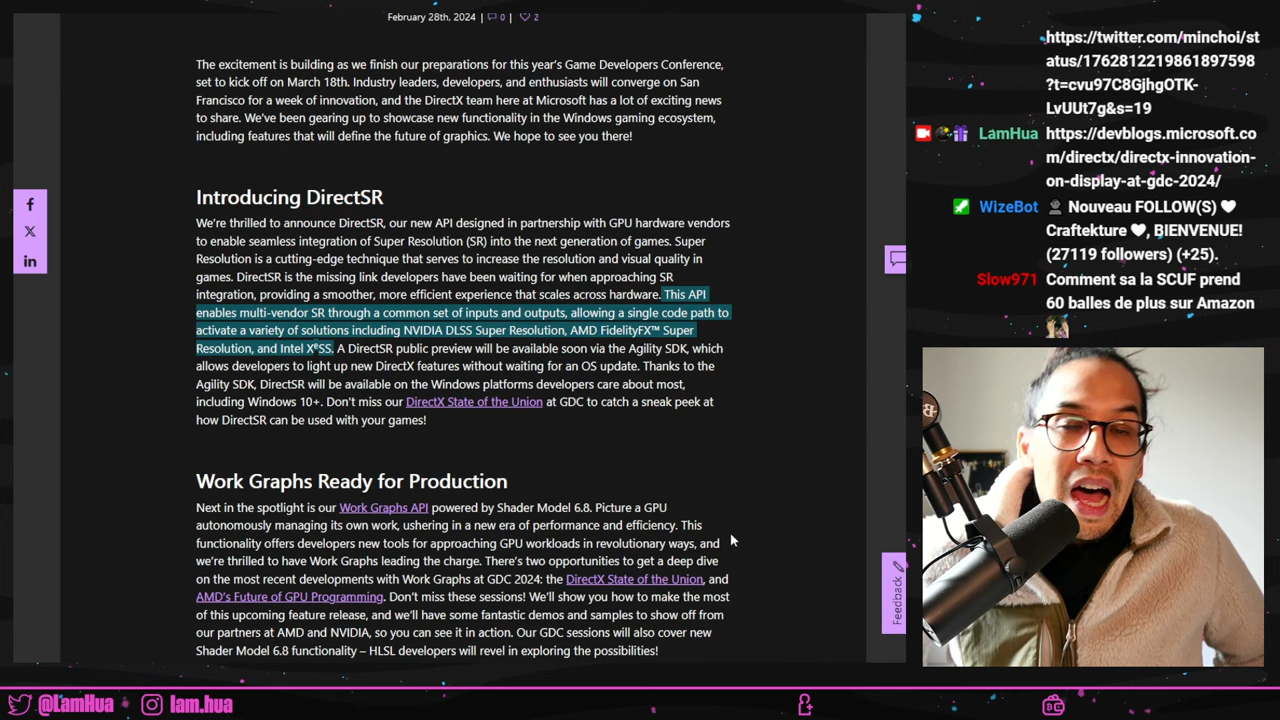 February 28th, 2024 | 0 | 2
The excitement is building as we finish our preparations for this year's Game Developers Conference,
set to kick off on March 18th. Industry leaders, developers, and enthusiasts will converge on San
Francisco for a week of innovation, and the DirectX team here at Microsoft has a lot of exciting news
to share. We've been gearing up to showcase new functionality in the Windows gaming ecosystem,
including features that will define the future of graphics. We hope to see you there!
Introducing DirectSR
We're thrilled to announce DirectSR, our new API designed in partnership with GPU hardware vendors
to enable seamless integration of Super Resolution (SR) into the next generation of games. Super
Resolution is a cutting-edge technique that serves to increase the resolution and visual quality in
games. DirectSR is the missing link developers have been waiting for when approaching SR
integration, providing a smoother, more efficient experience that scales across hardware. This API
enables multi-vendor SR through a common set of inputs and outputs, allowing a single code path to
activate a variety of solutions including NVIDIA DLSS Super Resolution, AMD FidelityFX™ Super
Resolution, and Intel XᵉSS. A DirectSR public preview will be available soon via the Agility SDK, which
allows developers to light up new DirectX features without waiting for an OS update. Thanks to the
Agility SDK, DirectSR will be available on the Windows platforms developers care about most,
including Windows 10+. Don't miss our DirectX State of the Union at GDC to catch a sneak peek at
how DirectSR can be used with your games!
Work Graphs Ready for Production
Next in the spotlight is our Work Graphs API powered by Shader Model 6.8. Picture a GPU
autonomously managing its own work, ushering in a new era of performance and efficiency. This
functionality offers developers new tools for approaching GPU workloads in revolutionary ways, and
we're thrilled to have Work Graphs leading the charge. There's two opportunities to get a deep dive
on the most recent developments with Work Graphs at GDC 2024: the DirectX State of the Union, and
AMD's Future of GPU Programming. Don't miss these sessions! We'll show you how to make the most
of this upcoming feature release, and we'll have some fantastic demos and samples to show off from
our partners at AMD and NVIDIA, so you can see it in action. Our GDC sessions will also cover new
Shader Model 6.8 functionality – HLSL developers will revel in exploring the possibilities!
Feedback
https://twitter.com/minchoi/st
atus/1762812219861897598
?t=cvu97C8GjhgOTK-
LvUUt7g&s=19
LamHua https://devblogs.microsoft.co
m/directx/directx-innovation-
on-display-at-gdc-2024/
WizeBot Nouveau FOLLOW(S)
Craftekture, BIENVENUE!
(27119 followers) (+25).
Slow971 Comment sa la SCUF prend
60 balles de plus sur Amazon
@LamHua lam.hua